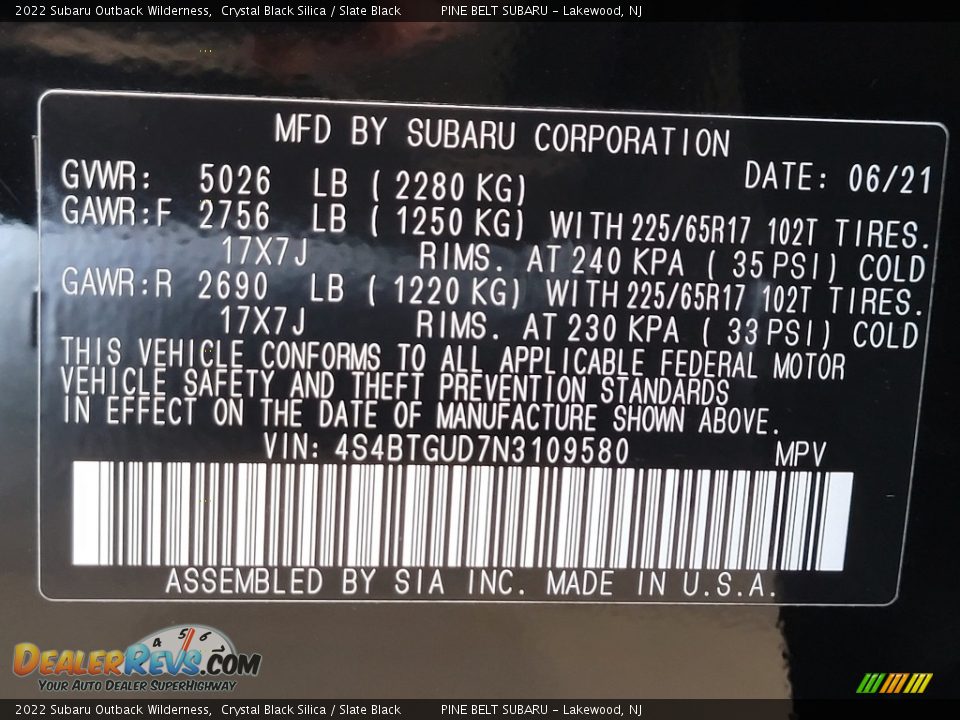 2022 Subaru Outback Wilderness, Crystal Black Silica / Slate Black PINE BELT SUBARU - Lakewood, NJ
MFD BY SUBARU CORPORATION
GVWR: 5026 LB ( 2280 KG) DATE: 06/21
GAWR:F 2756 LB ( 1250 KG) WITH 225/65R17 102T TIRES.
17X7J RIMS. AT 240 KPA ( 35 PSI) COLD
GAWR:R 2690 LB ( 1220 KG) WITH 225/65R17 102T TIRES.
17X7J RIMS. AT 230 KPA ( 33 PSI) COLD
THIS VEHICLE CONFORMS TO ALL APPLICABLE FEDERAL MOTOR
VEHICLE SAFETY AND THEFT PREVENTION STANDARDS
IN EFFECT ON THE DATE OF MANUFACTURE SHOWN ABOVE.
VIN: 4S4BTGUD7N3109580 MPV
ASSEMBLED BY SIA INC. MADE IN U.S.A.
4 5 6
DEALERREVS.COM
YOUR AUTO DEALER SUPERHIGHWAY
2022 Subaru Outback Wilderness, Crystal Black Silica / Slate Black PINE BELT SUBARU - Lakewood, NJ